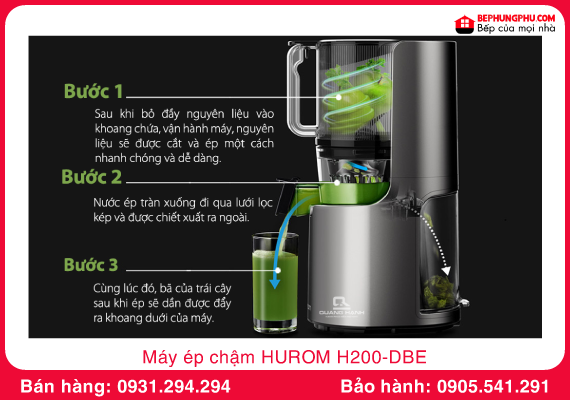 BEPHUNGPHU.COM
Bếp của mọi nhà
Bước 1
Sau khi bỏ đầy nguyên liệu vào
khoang chứa, vận hành máy, nguyên
liệu sẽ được cắt và ép một cách
nhanh chóng và dễ dàng.
Bước 2
Nước ép tràn xuống đi qua lưới lọc
kép và được chiết xuất ra ngoài.
Bước 3
Cùng lúc đó, bã của trái cây
sau khi ép sẽ dần được đẩy
ra khoang duới của máy.
QUANG HẠNH
Máy ép chậm HUROM H200-DBE
Bán hàng: 0931.294.294
Bảo hành: 0905.541.291